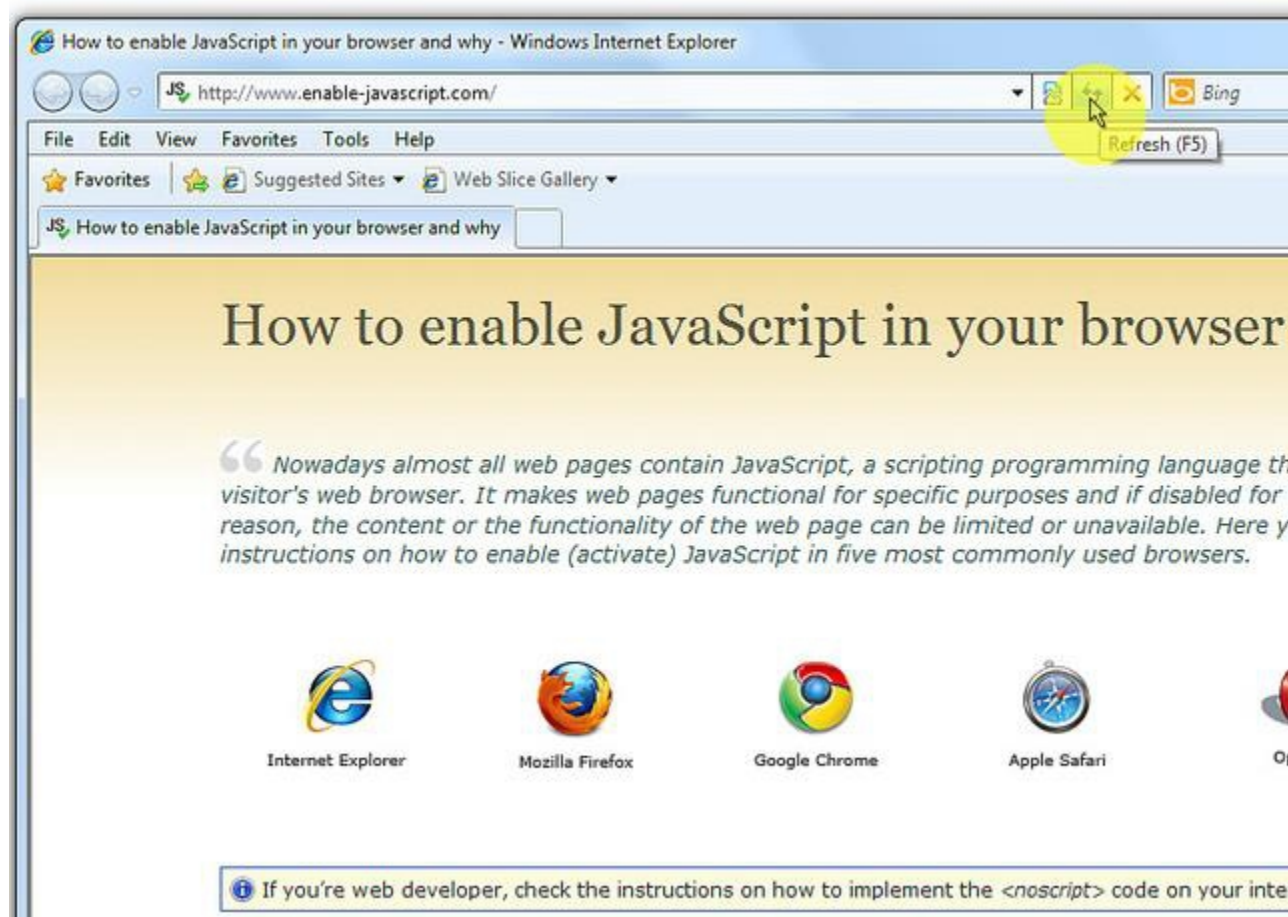 How to enable JavaScript in your browser and why - Windows Internet Explorer
JS http://www.enable-javascript.com/ Bing
File Edit View Favorites Tools Help Refresh (F5)
Favorites Suggested Sites Web Slice Gallery
JS How to enable JavaScript in your browser and why
How to enable JavaScript in your browser
“ Nowadays almost all web pages contain JavaScript, a scripting programming language th
visitor's web browser. It makes web pages functional for specific purposes and if disabled for
reason, the content or the functionality of the web page can be limited or unavailable. Here y
instructions on how to enable (activate) JavaScript in five most commonly used browsers.
Internet Explorer Mozilla Firefox Google Chrome Apple Safari Op
If you're web developer, check the instructions on how to implement the <noscript> code on your inte